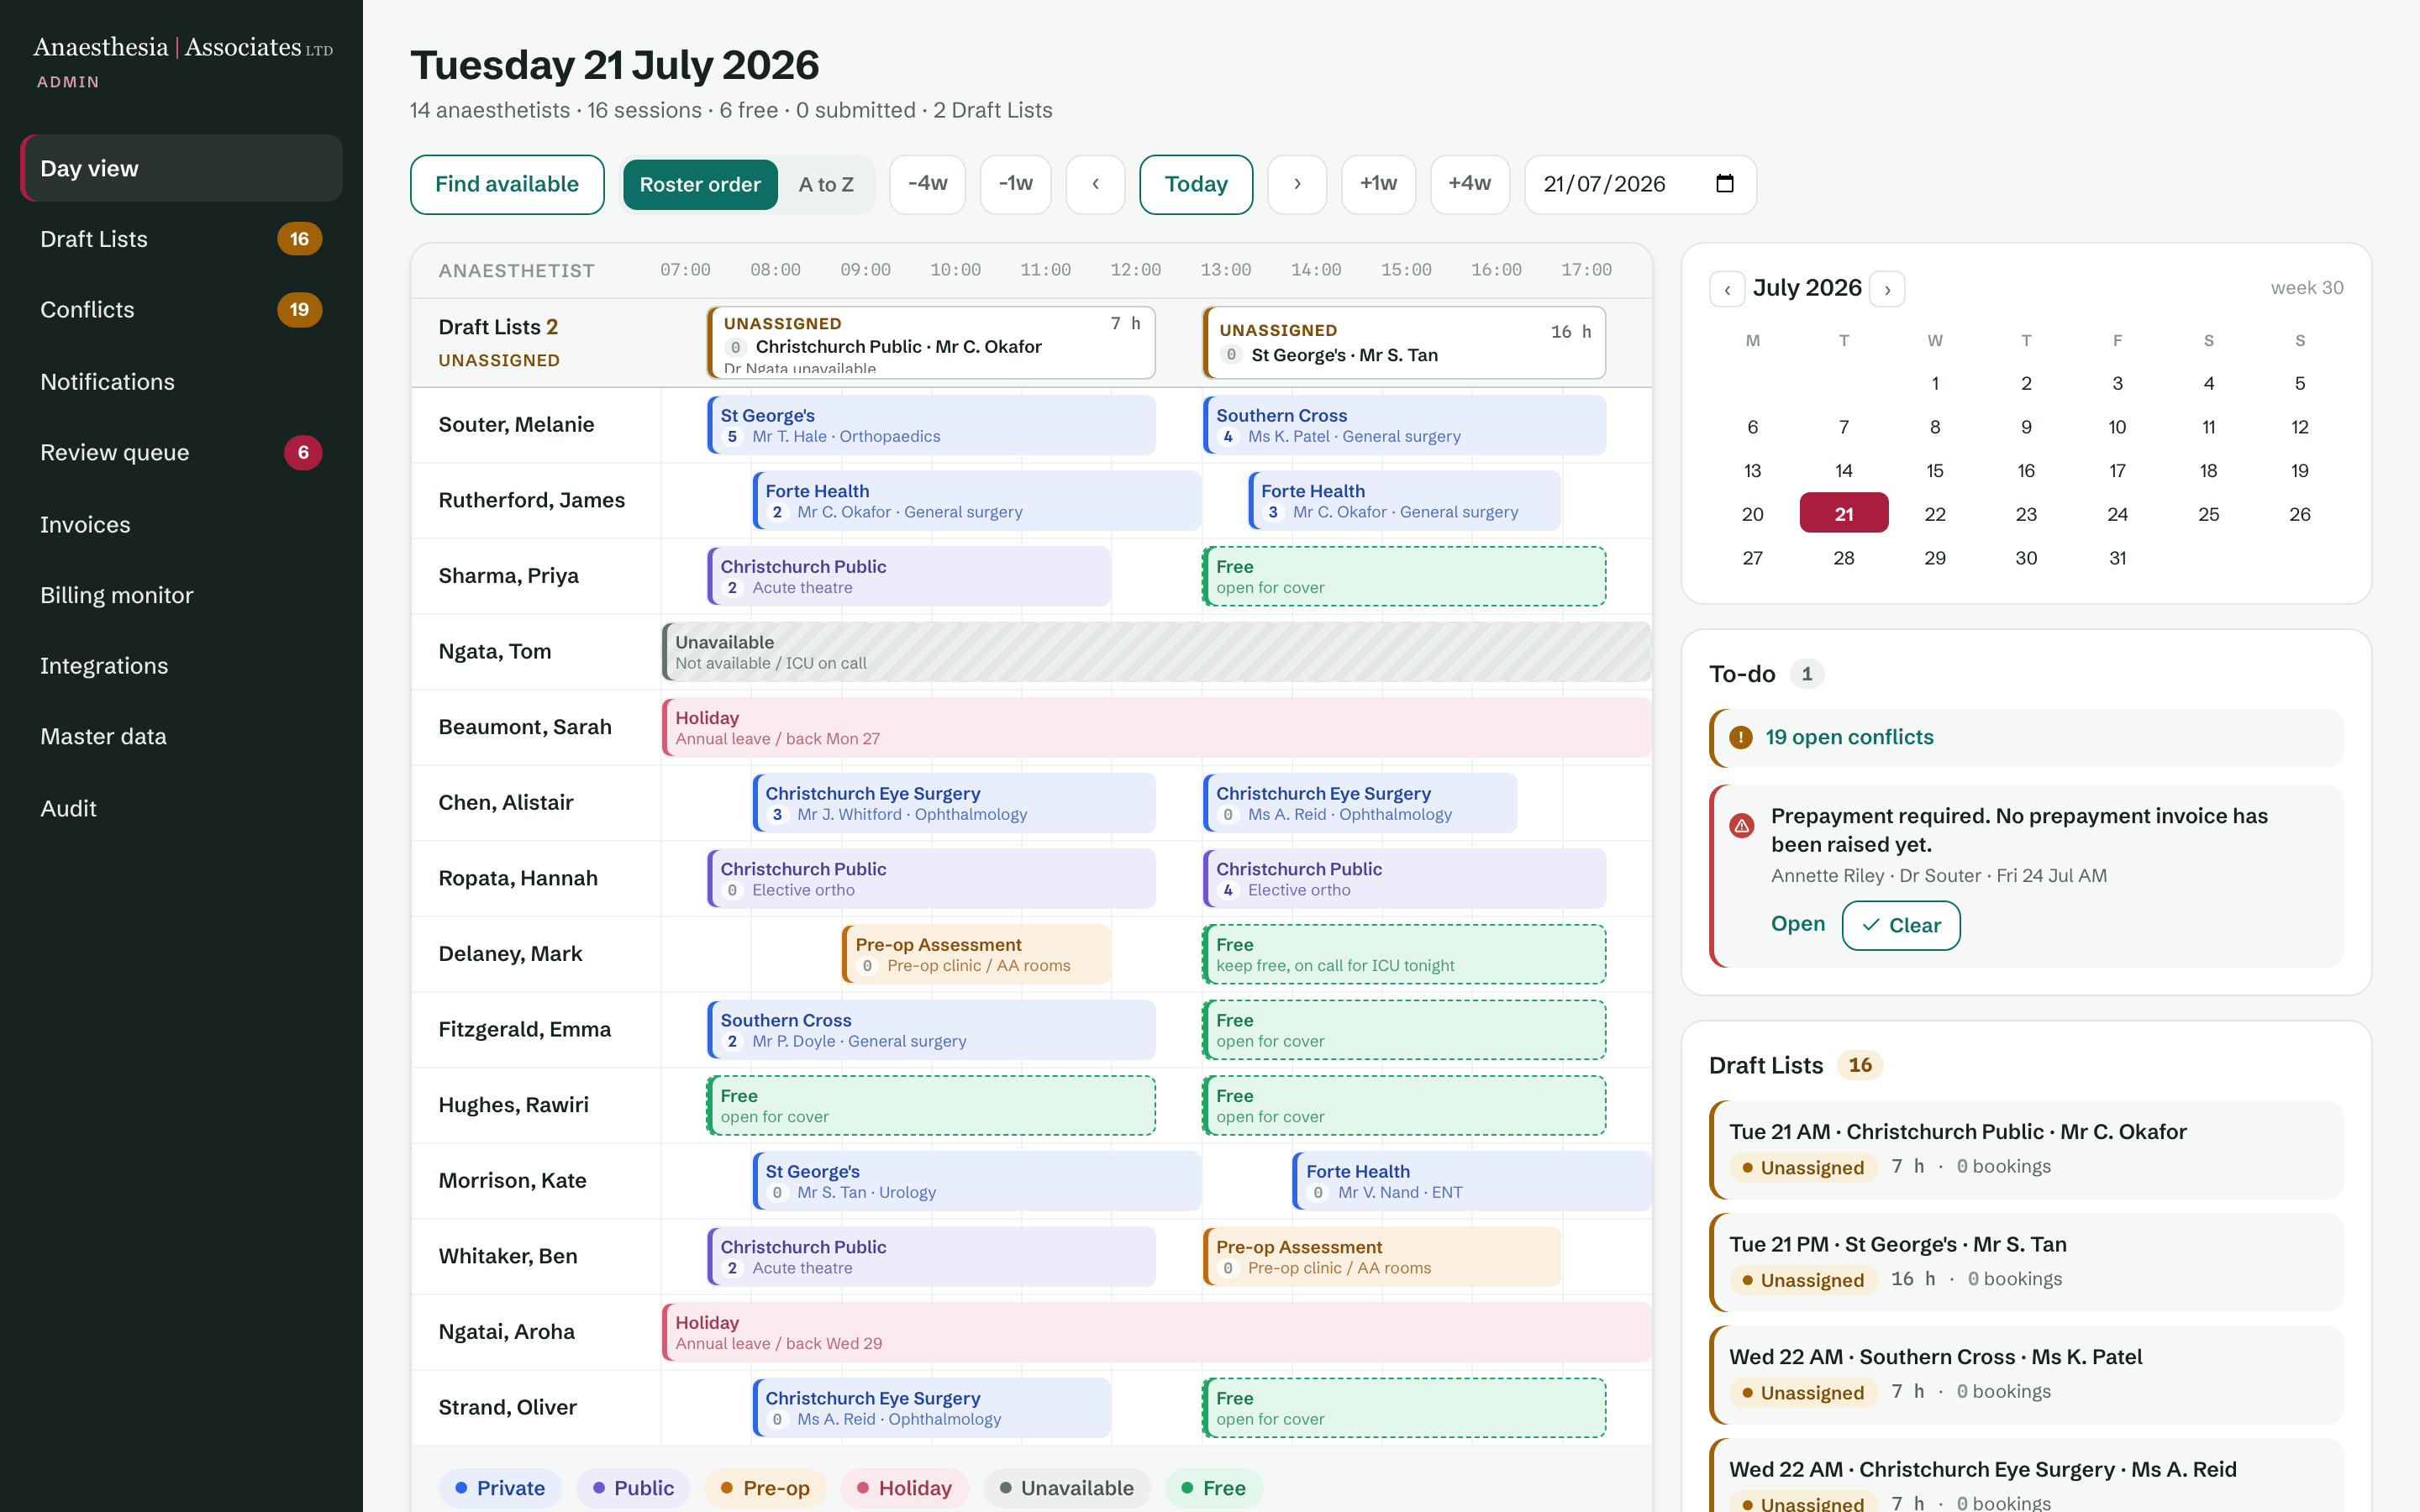 Anaesthesia | Associates LTD
ADMIN
Day view
Draft Lists 16
Conflicts 19
Notifications
Review queue 6
Invoices
Billing monitor
Integrations
Master data
Audit
Tuesday 21 July 2026
14 anaesthetists · 16 sessions · 6 free · 0 submitted · 2 Draft Lists
Find available Roster order A to Z -4w -1w ‹ Today › +1w +4w 21/07/2026
ANAESTHETIST 07:00 08:00 09:00 10:00 11:00 12:00 13:00 14:00 15:00 16:00 17:00
Draft Lists 2
UNASSIGNED
UNASSIGNED 7 h
0 Christchurch Public · Mr C. Okafor
Dr Ngata unavailable
UNASSIGNED 16 h
0 St George's · Mr S. Tan
Souter, Melanie
St George's
5 Mr T. Hale · Orthopaedics
Southern Cross
4 Ms K. Patel · General surgery
Rutherford, James
Forte Health
2 Mr C. Okafor · General surgery
Forte Health
3 Mr C. Okafor · General surgery
Sharma, Priya
Christchurch Public
2 Acute theatre
Free
open for cover
Ngata, Tom
Unavailable
Not available / ICU on call
Beaumont, Sarah
Holiday
Annual leave / back Mon 27
Chen, Alistair
Christchurch Eye Surgery
3 Mr J. Whitford · Ophthalmology
Christchurch Eye Surgery
0 Ms A. Reid · Ophthalmology
Ropata, Hannah
Christchurch Public
0 Elective ortho
Christchurch Public
4 Elective ortho
Delaney, Mark
Pre-op Assessment
0 Pre-op clinic / AA rooms
Free
keep free, on call for ICU tonight
Fitzgerald, Emma
Southern Cross
2 Mr P. Doyle · General surgery
Free
open for cover
Hughes, Rawiri
Free
open for cover
Free
open for cover
Morrison, Kate
St George's
0 Mr S. Tan · Urology
Forte Health
0 Mr V. Nand · ENT
Whitaker, Ben
Christchurch Public
2 Acute theatre
Pre-op Assessment
0 Pre-op clinic / AA rooms
Ngatai, Aroha
Holiday
Annual leave / back Wed 29
Strand, Oliver
Christchurch Eye Surgery
0 Ms A. Reid · Ophthalmology
Free
open for cover
Private Public Pre-op Holiday Unavailable Free
‹ July 2026 › week 30
M T W T F S S
1 2 3 4 5
6 7 8 9 10 11 12
13 14 15 16 17 18 19
20 21 22 23 24 25 26
27 28 29 30 31
To-do 1
! 19 open conflicts
Prepayment required. No prepayment invoice has
been raised yet.
Annette Riley · Dr Souter · Fri 24 Jul AM
Open ✓ Clear
Draft Lists 16
Tue 21 AM · Christchurch Public · Mr C. Okafor
Unassigned 7 h · 0 bookings
Tue 21 PM · St George's · Mr S. Tan
Unassigned 16 h · 0 bookings
Wed 22 AM · Southern Cross · Ms K. Patel
Unassigned 7 h · 0 bookings
Wed 22 AM · Christchurch Eye Surgery · Ms A. Reid
Unassigned 7 h · 0 bookings